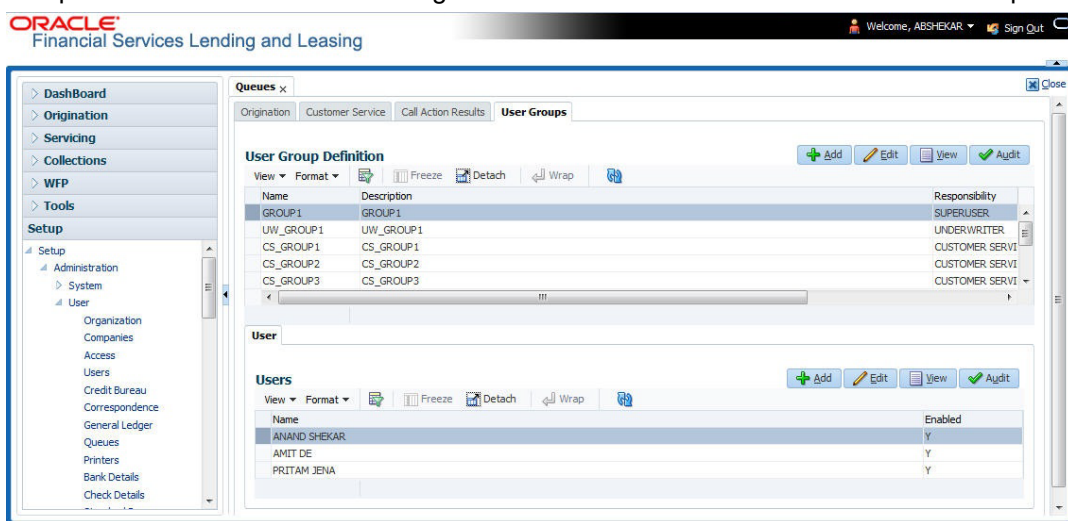 ORACLE
Financial Services Lending and Leasing
Welcome, ABSHEKAR
Sign Out
DashBoard
Origination
Servicing
Collections
WFP
Tools
Setup
Setup
Administration
System
User
Organization
Companies
Access
Users
Credit Bureau
Correspondence
General Ledger
Queues
Printers
Bank Details
Check Details
Queues
Close
Origination Customer Service Call Action Results User Groups
User Group Definition
Add Edit View Audit
View Format Freeze Detach Wrap
Name Description Responsibility
GROUP1 GROUP1 SUPERUSER
UW_GROUP1 UW_GROUP1 UNDERWRITER
CS_GROUP1 CS_GROUP1 CUSTOMER SERVI
CS_GROUP2 CS_GROUP2 CUSTOMER SERVI
CS_GROUP3 CS_GROUP3 CUSTOMER SERVI
User
Users
Add Edit View Audit
View Format Freeze Detach Wrap
Name Enabled
ANAND SHEKAR Y
AMIT DE Y
PRITAM JENA Y